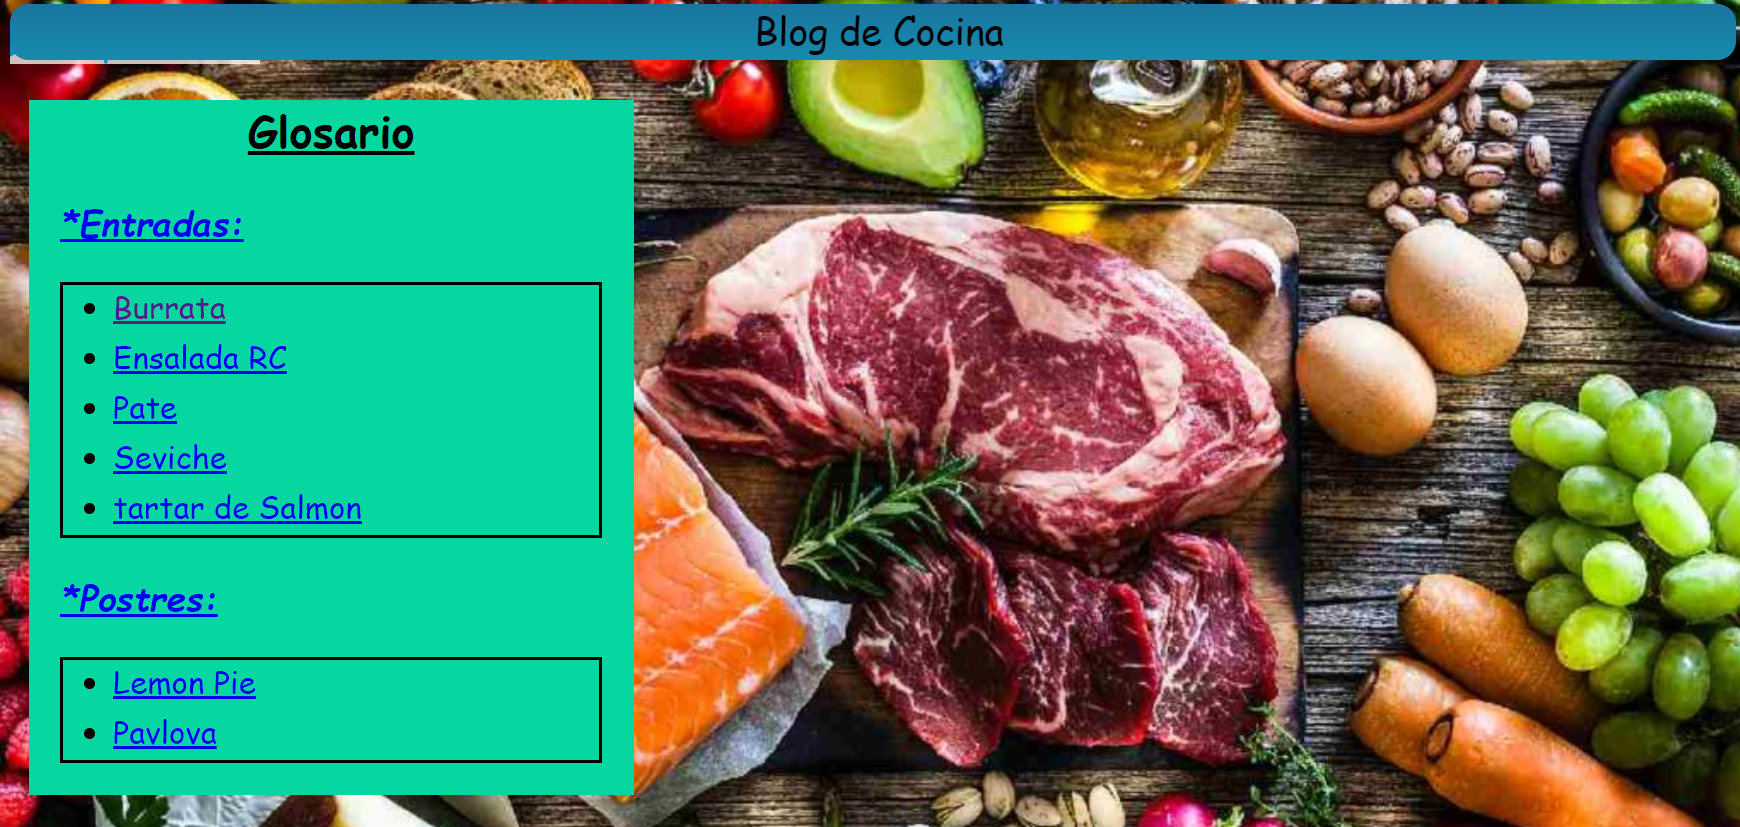 Blog de Cocina
Glosario
*Entradas:
Burrata
Ensalada RC
Pate
Seviche
tartar de Salmon
*Postres:
Lemon Pie
Pavlova